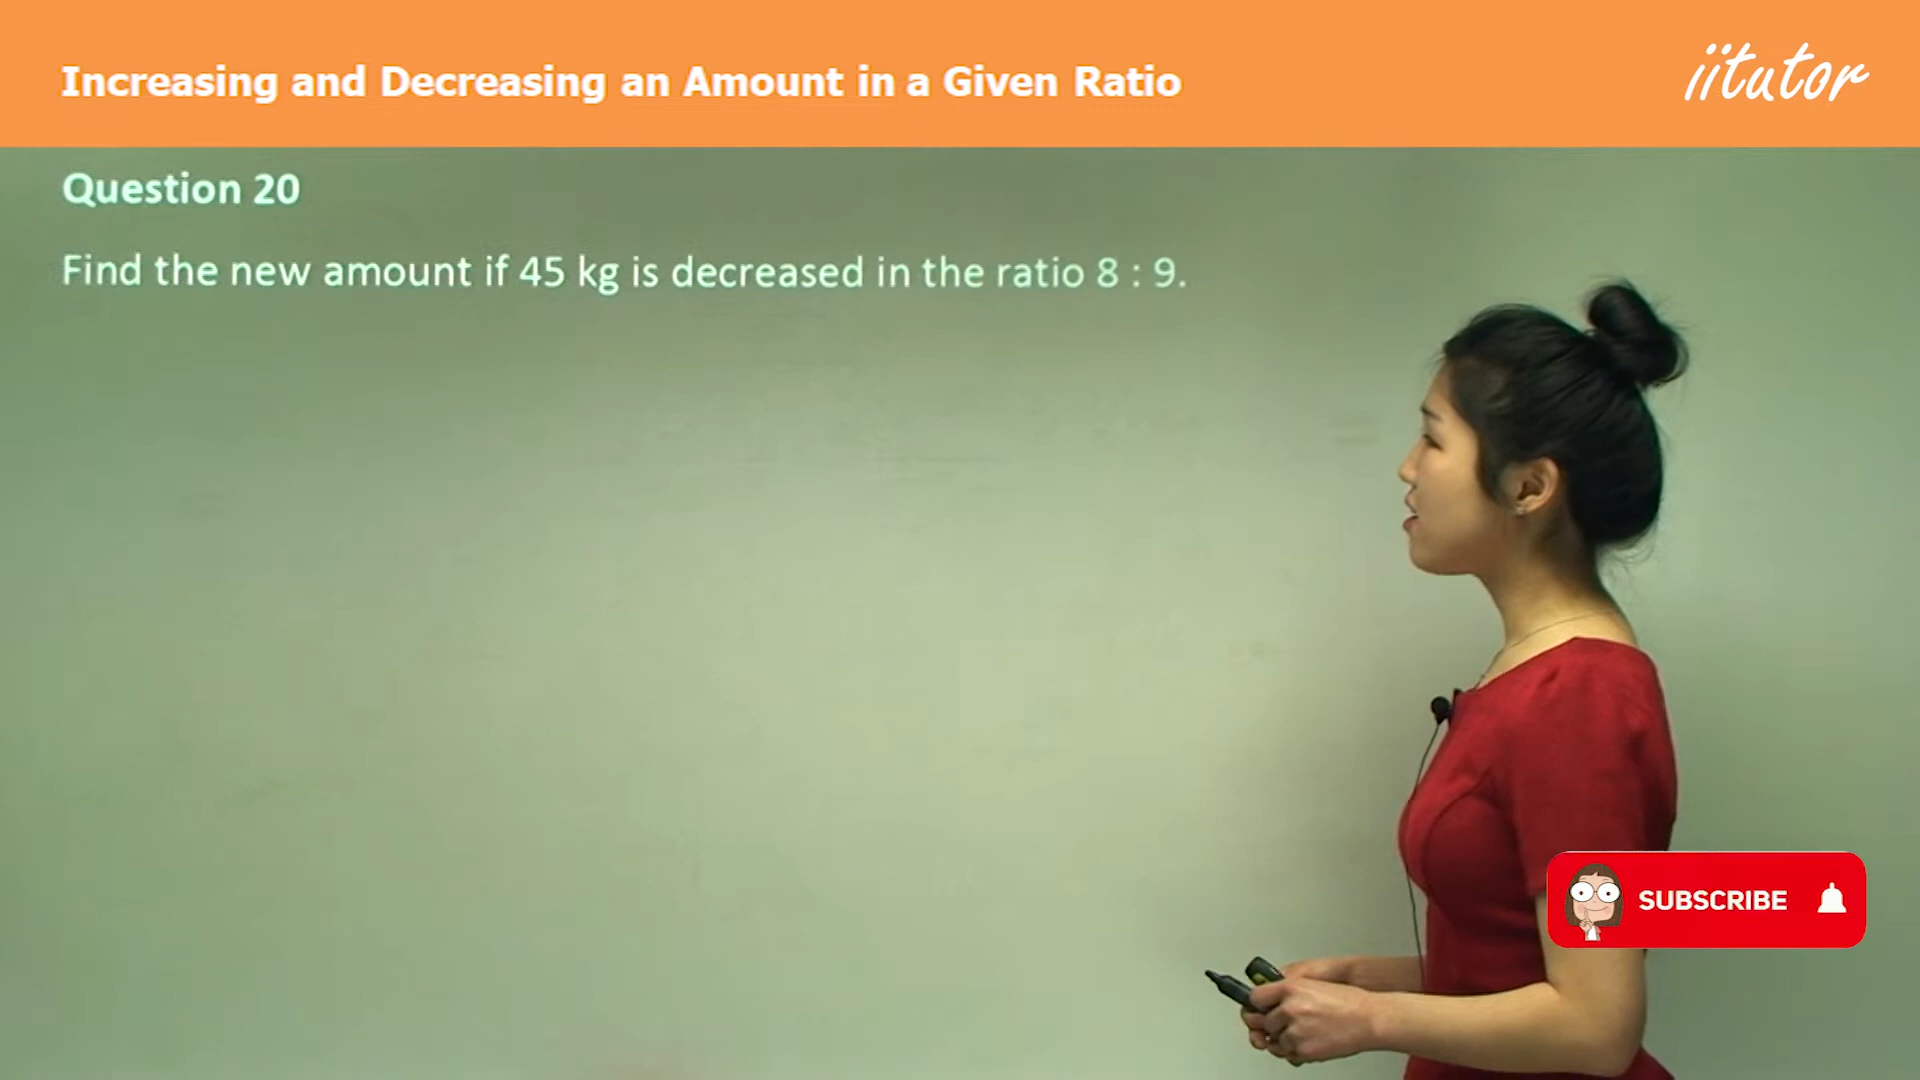 Increasing and Decreasing an Amount in a Given Ratio
iitutor
Question 20
Find the new amount if 45 kg is decreased in the ratio 8 : 9.
SUBSCRIBE